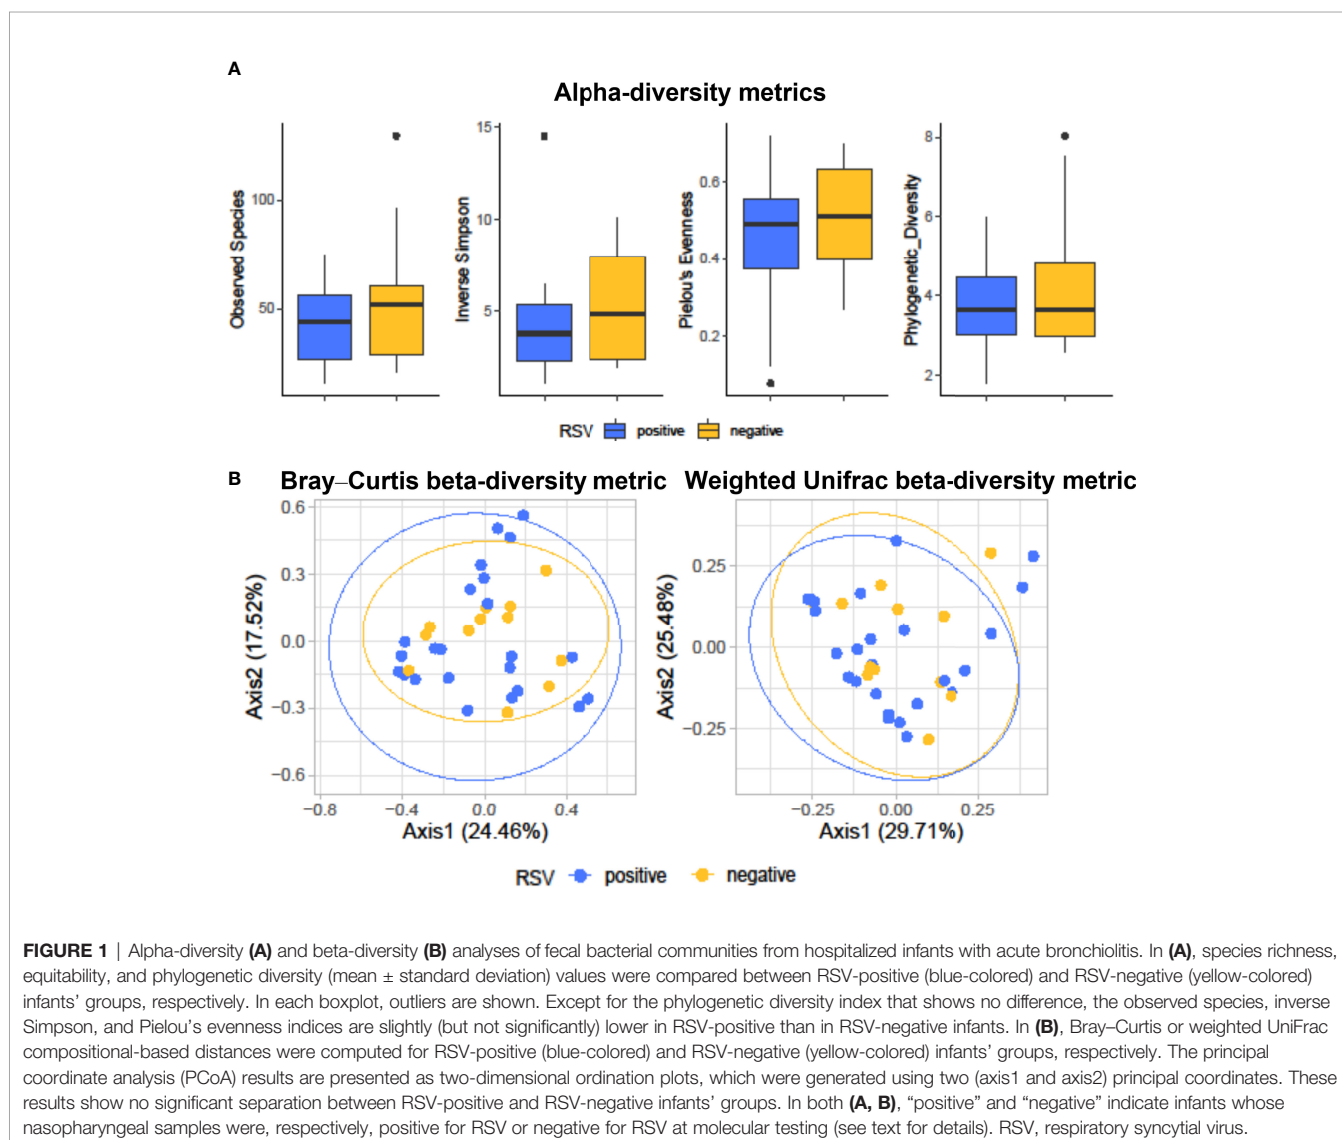 A
Alpha-diversity metrics
Observed Species
100
50
Inverse Simpson
15
10
5
Pielou's Evenness
0.6
0.4
0.2
Phylogenetic_Diversity
8
6
4
2
RSV positive negative
B
Bray–Curtis beta-diversity metric
Axis2 (17.52%)
0.6
0.3
0.0
−0.3
−0.6
−0.8 −0.4 0.0 0.4
Axis1 (24.46%)
Weighted Unifrac beta-diversity metric
Axis2 (25.48%)
0.25
0.00
−0.25
−0.25 0.00 0.25
Axis1 (29.71%)
RSV positive negative
FIGURE 1 | Alpha-diversity (A) and beta-diversity (B) analyses of fecal bacterial communities from hospitalized infants with acute bronchiolitis. In (A), species richness,
equitability, and phylogenetic diversity (mean ± standard deviation) values were compared between RSV-positive (blue-colored) and RSV-negative (yellow-colored)
infants' groups, respectively. In each boxplot, outliers are shown. Except for the phylogenetic diversity index that shows no difference, the observed species, inverse
Simpson, and Pielou's evenness indices are slightly (but not significantly) lower in RSV-positive than in RSV-negative infants. In (B), Bray–Curtis or weighted UniFrac
compositional-based distances were computed for RSV-positive (blue-colored) and RSV-negative (yellow-colored) infants' groups, respectively. The principal
coordinate analysis (PCoA) results are presented as two-dimensional ordination plots, which were generated using two (axis1 and axis2) principal coordinates. These
results show no significant separation between RSV-positive and RSV-negative infants' groups. In both (A, B), "positive" and "negative" indicate infants whose
nasopharyngeal samples were, respectively, positive for RSV or negative for RSV at molecular testing (see text for details). RSV, respiratory syncytial virus.